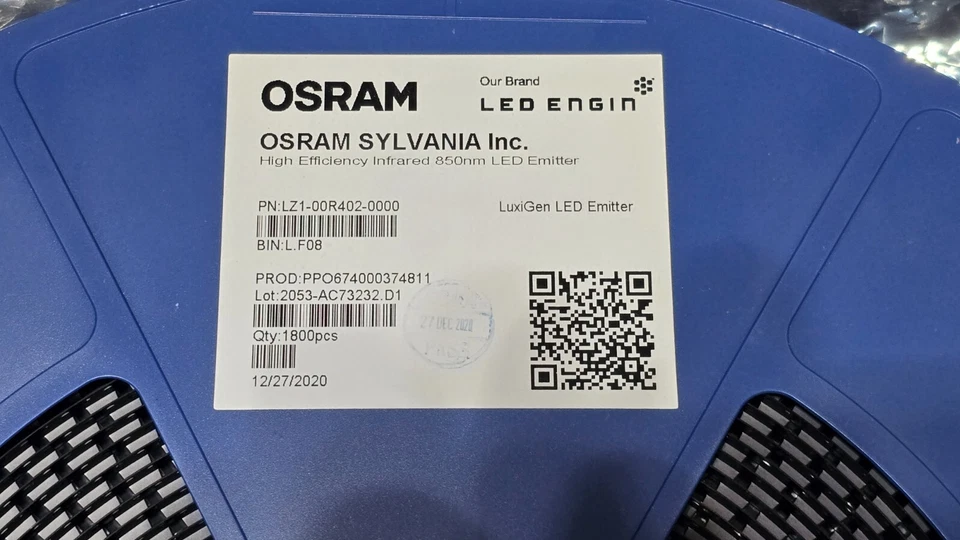 OSRAM
Our Brand
LED ENGIN
OSRAM SYLVANIA Inc.
High Efficiency Infrared 850nm LED Emitter
PN:LZ1-00R402-0000
LuxiGen LED Emitter
BIN:L.F08
PROD:PPO674000374811
Lot:2053-AC73232.D1
27 DEC 2020
Qty:1800pcs
12/27/2020